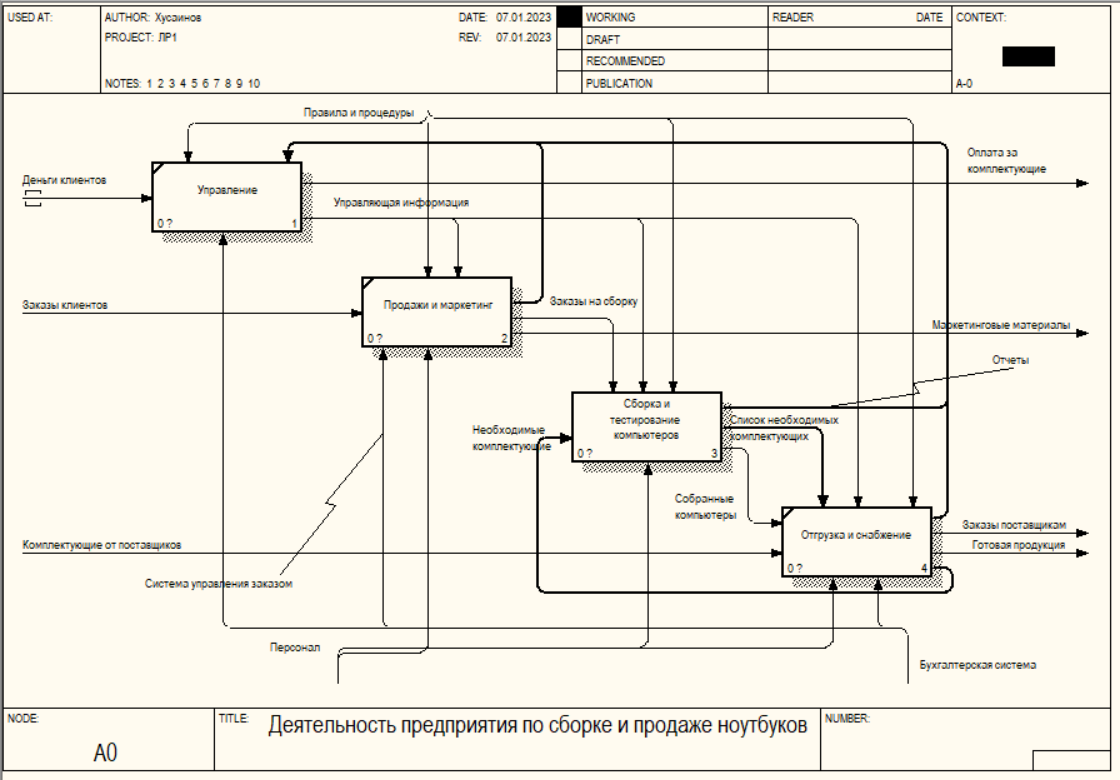 USED AT:
AUTHOR: Хусаинов
DATE: 07.01.2023
WORKING
READER
DATE
CONTEXT:
PROJECT: ЛР1
REV: 07.01.2023
DRAFT
RECOMMENDED
NOTES: 1 2 3 4 5 6 7 8 9 10
PUBLICATION
A-0
Правила и процедуры
Оплата за
комплектующие
Деньги клиентов
Управление
0 ?
1
Управляющая информация
Заказы клиентов
Продажи и маркетинг
0 ?
2
Заказы на сборку
Маркетинговые материалы
Отчеты
Сборка и
тестирование
компьютеров
0 ?
3
Необходимые
комплектующие
Список необходимых
комплектующих
Собранные
компьютеры
Отгрузка и снабжение
0 ?
4
Заказы поставщикам
Готовая продукция
Комплектующие от поставщиков
Система управления заказом
Персонал
Бухгалтерская система
NODE:
A0
TITLE:
Деятельность предприятия по сборке и продаже ноутбуков
NUMBER: